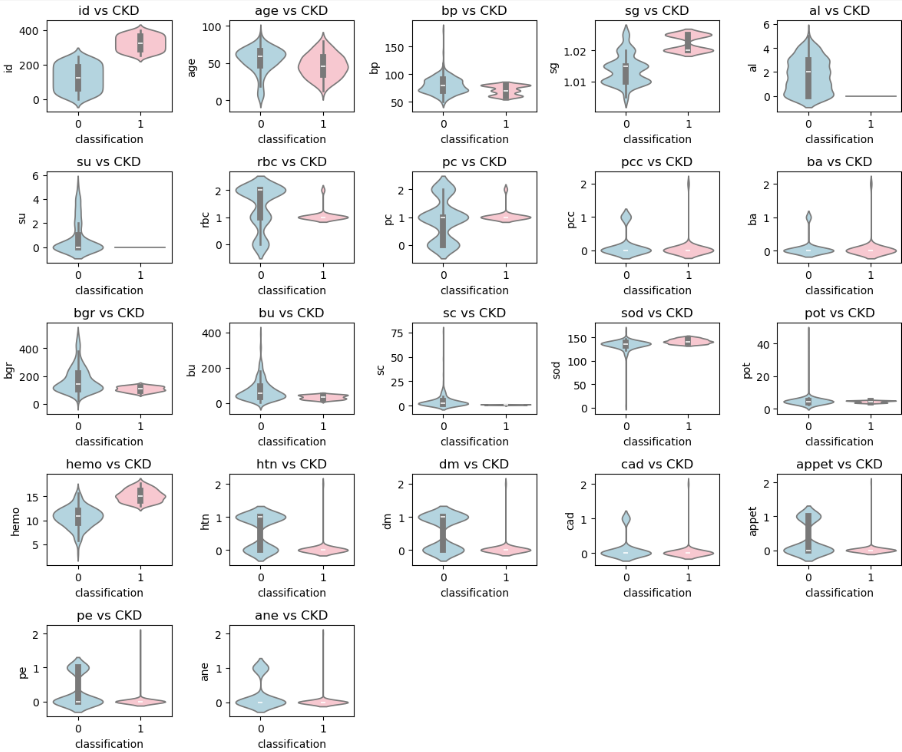 id vs CKD
400
200
0
id
0 1
classification
age vs CKD
100
50
0
age
0 1
classification
bp vs CKD
150
100
50
bp
0 1
classification
sg vs CKD
1.02
1.01
sg
0 1
classification
al vs CKD
6
4
2
0
al
0 1
classification
su vs CKD
6
4
2
0
su
0 1
classification
rbc vs CKD
2
1
0
rbc
0 1
classification
pc vs CKD
2
1
0
pc
0 1
classification
pcc vs CKD
2
1
0
pcc
0 1
classification
ba vs CKD
2
1
0
ba
0 1
classification
bgr vs CKD
400
200
0
bgr
0 1
classification
bu vs CKD
400
200
0
bu
0 1
classification
sc vs CKD
75
50
25
0
sc
0 1
classification
sod vs CKD
150
100
50
0
sod
0 1
classification
pot vs CKD
40
20
0
pot
0 1
classification
hemo vs CKD
15
10
5
hemo
0 1
classification
htn vs CKD
2
1
0
htn
0 1
classification
dm vs CKD
2
1
0
dm
0 1
classification
cad vs CKD
2
1
0
cad
0 1
classification
appet vs CKD
2
1
0
appet
0 1
classification
pe vs CKD
2
1
0
pe
0 1
classification
ane vs CKD
2
1
0
ane
0 1
classification